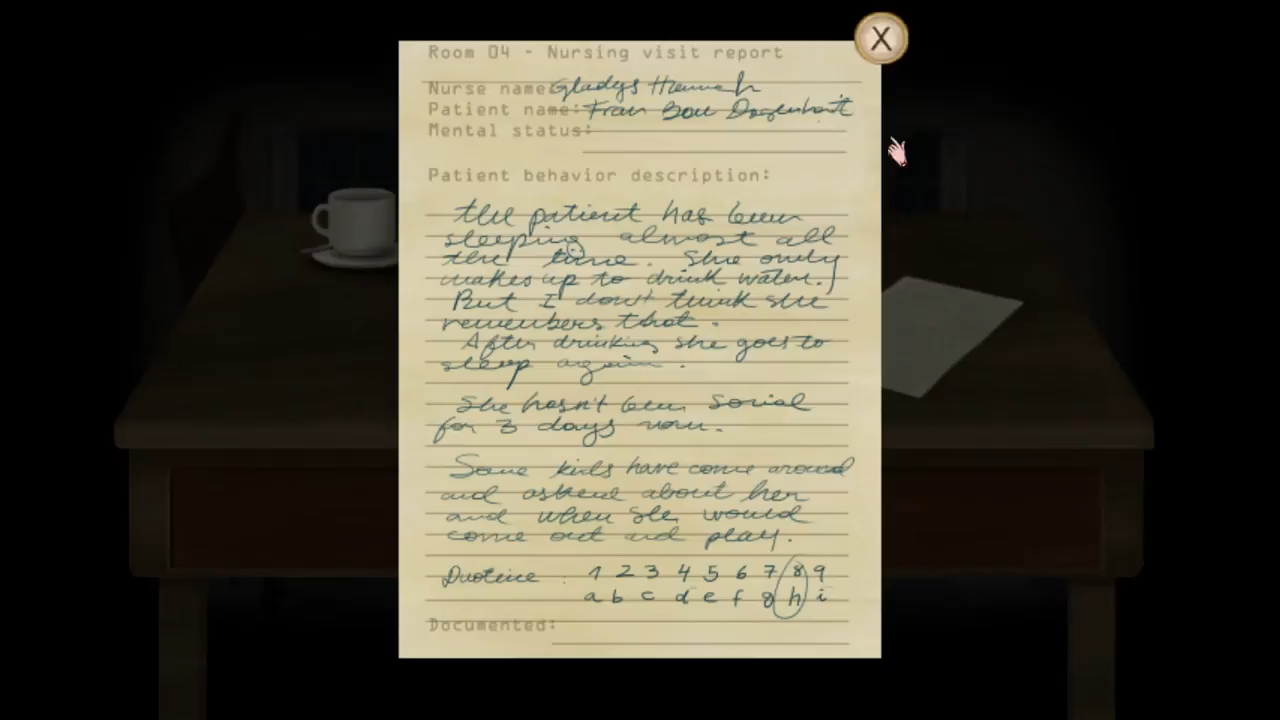 X
Room 04 - Nursing visit report
Nurse name: Gladys Hannah
Patient name: Fran Bow Dagenhart
Mental status:
Patient behavior description:
the patient has been
sleeping almost all
the time. She only
wakes up to drink water.
But I don't think she
remembers that.
After drinking she goes to
sleep again.
She hasn't been social
for 3 days now.
Some kids have come around
and asked about her
and when she would
come out and play.
Duotine : 1 2 3 4 5 6 7 8 9
a b c d e f g h i
Documented: